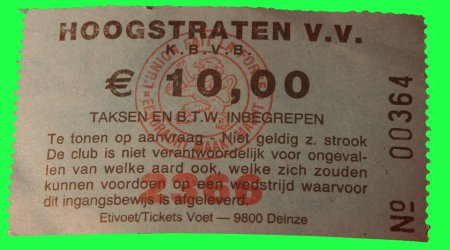 HOOGSTRATEN V.V.
K.B.V.B.
€ 10,00
TAKSEN EN B.T.W. INBEGREPEN
Te tonen op aanvraag - Niet geldig z. strook
De club is niet verantwoordelijk voor ongeval-
len van welke aard ook, welke zich zouden
kunnen voordoen op een wedstrijd waarvoor
dit ingangsbewijs is afgeleverd.
Etivoet/Tickets Voet — 9800 Deinze
No 00364